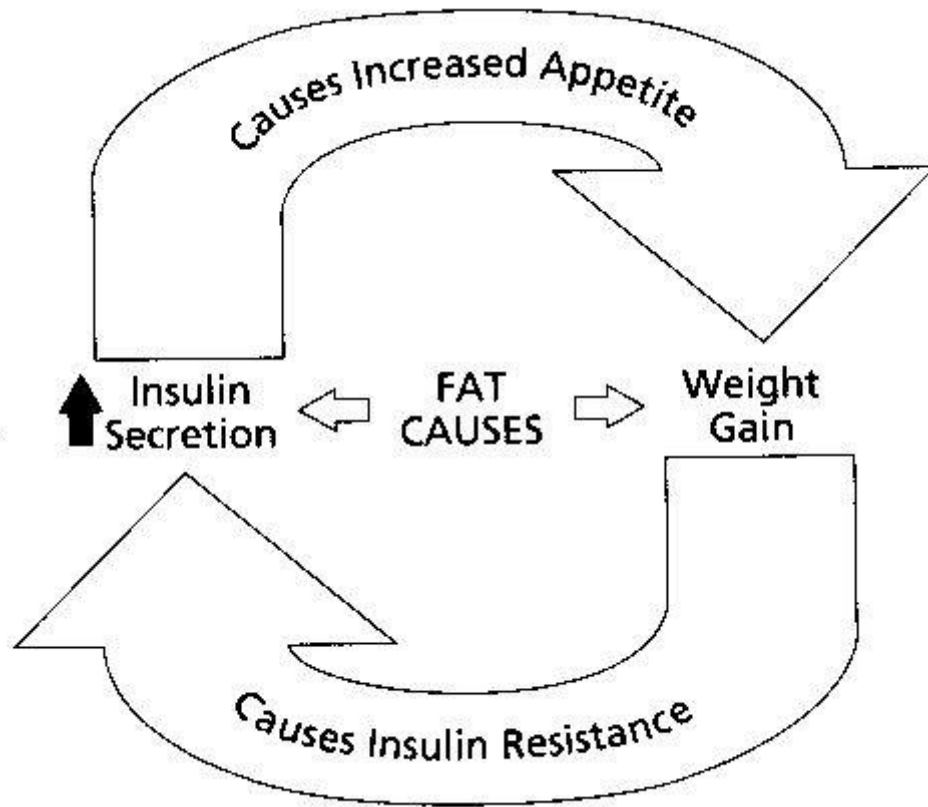 Causes Increased Appetite
Insulin
Secretion
FAT
CAUSES
Weight
Gain
Causes Insulin Resistance